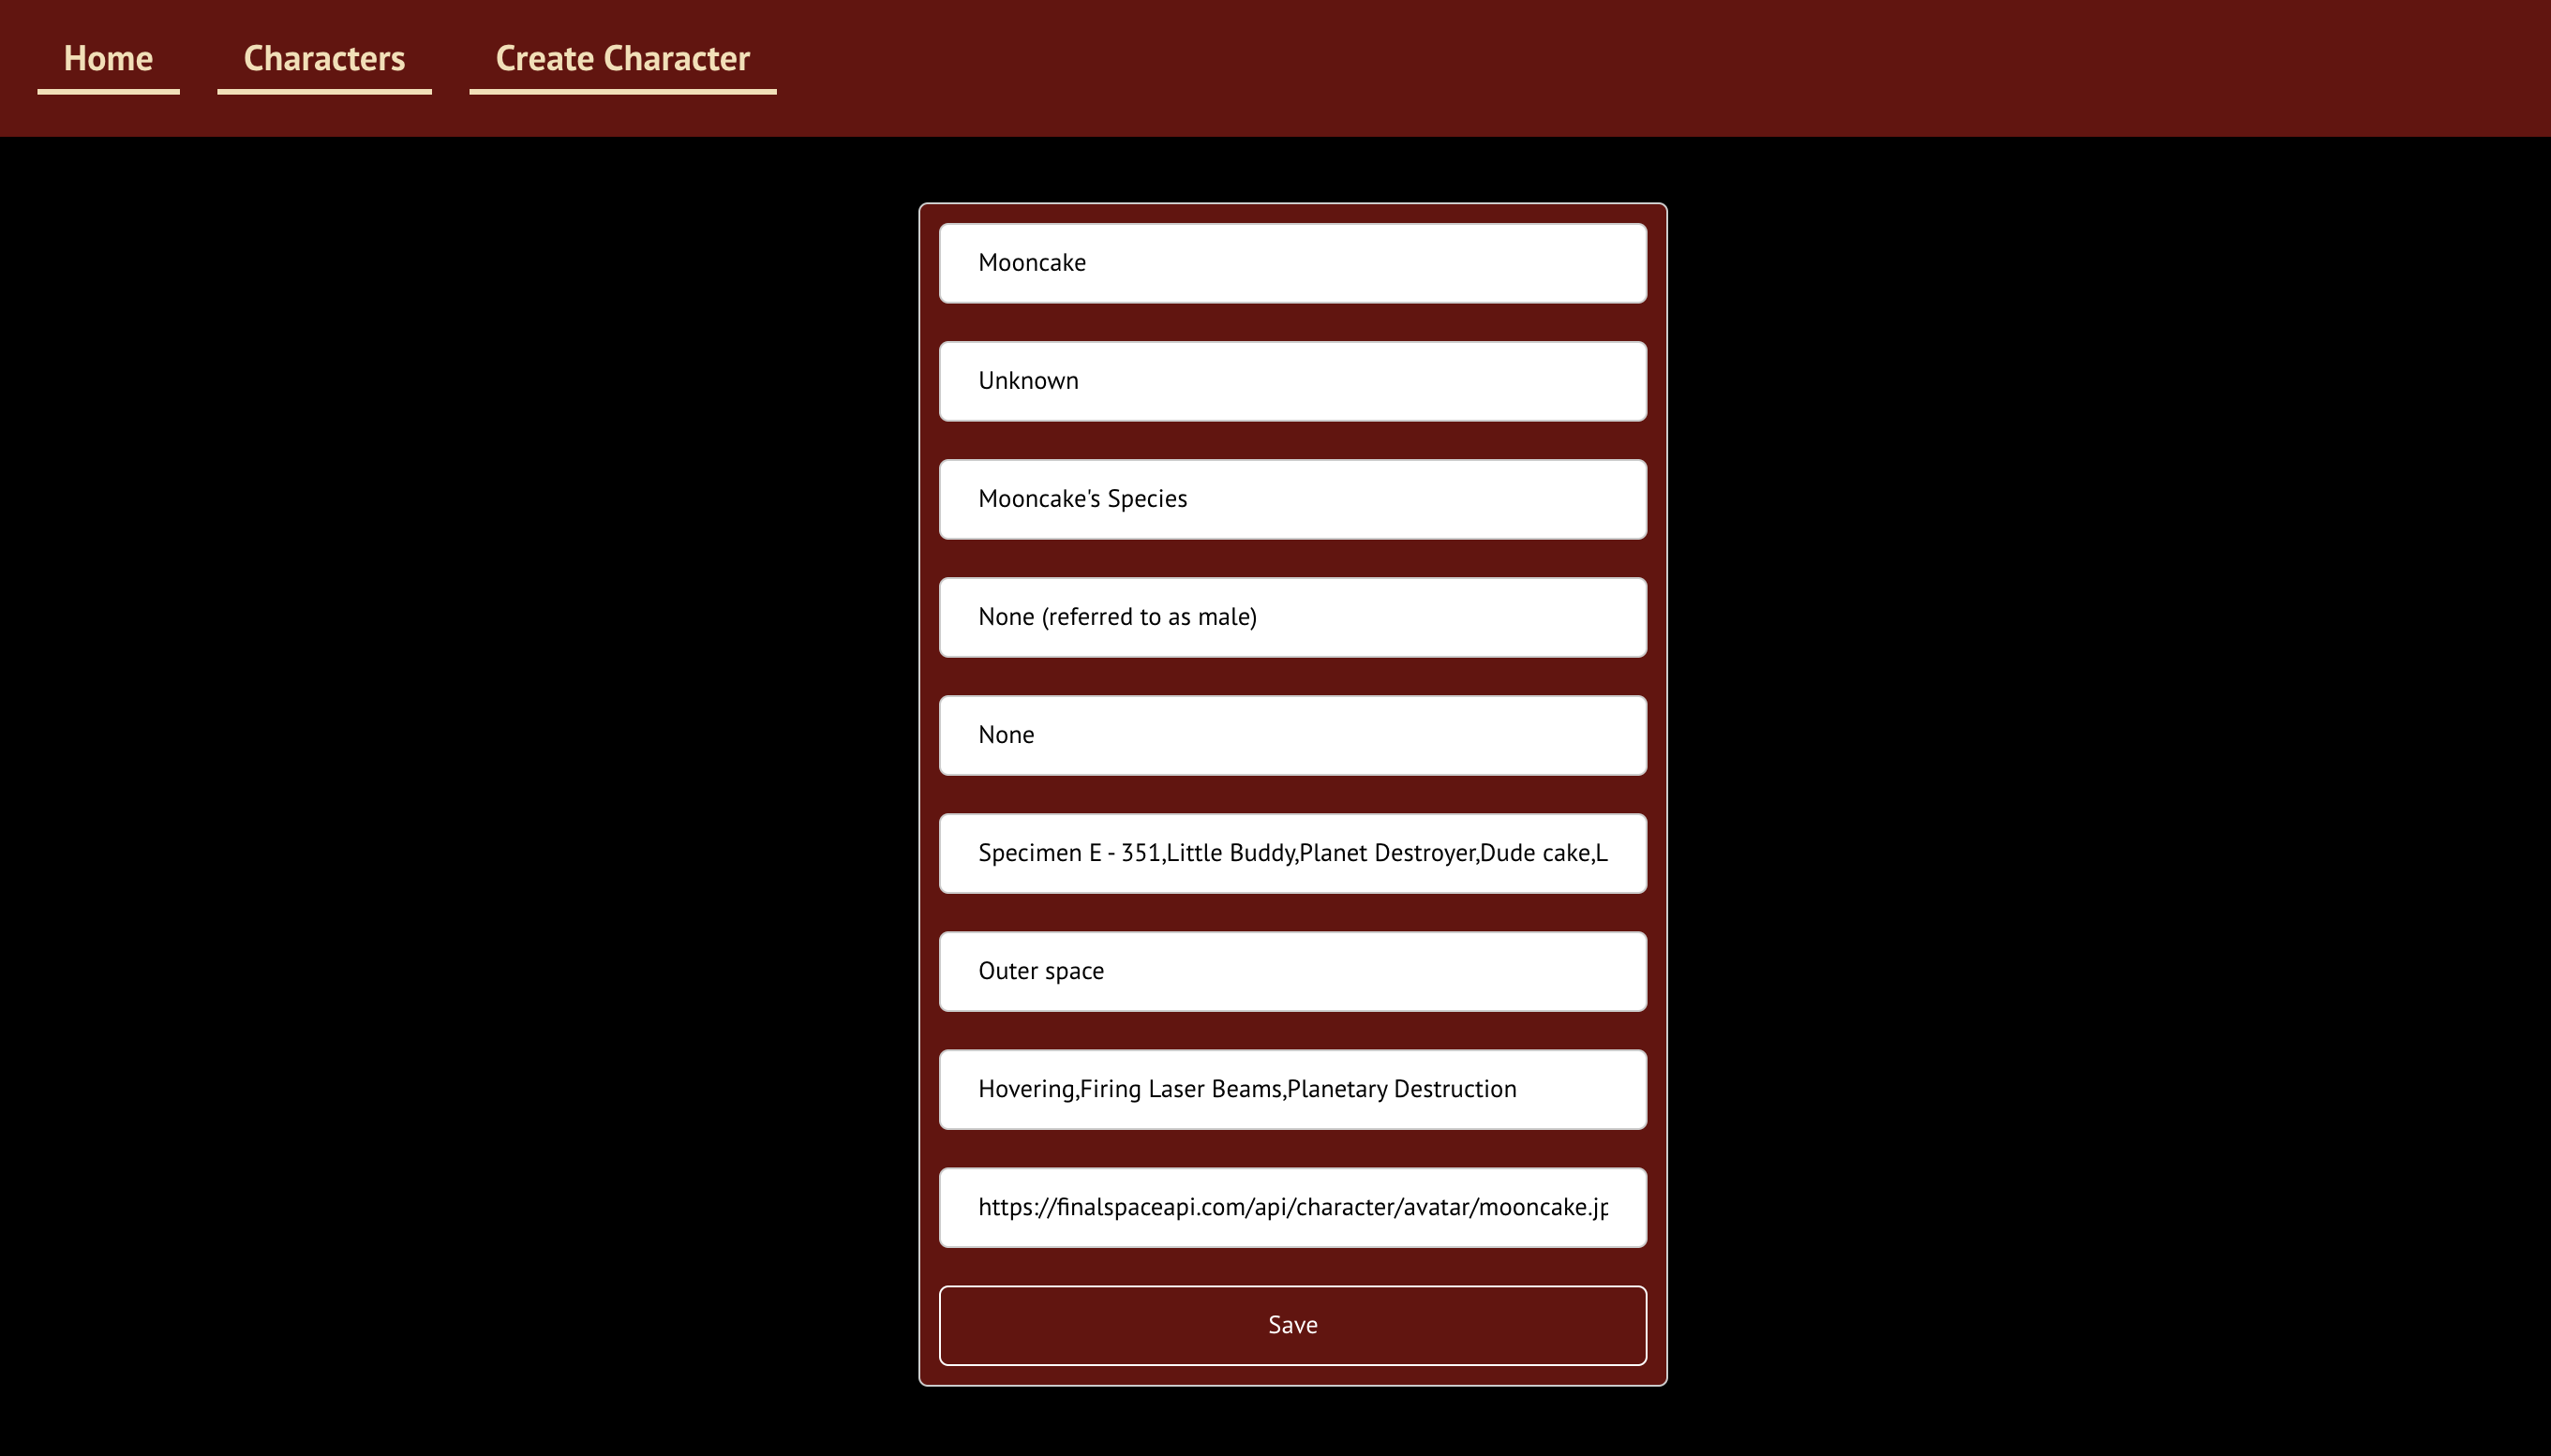 Home Characters Create Character
Mooncake
Unknown
Mooncake's Species
None (referred to as male)
None
Specimen E - 351,Little Buddy,Planet Destroyer,Dude cake,L
Outer space
Hovering,Firing Laser Beams,Planetary Destruction
https://finalspaceapi.com/api/character/avatar/mooncake.jp
Save